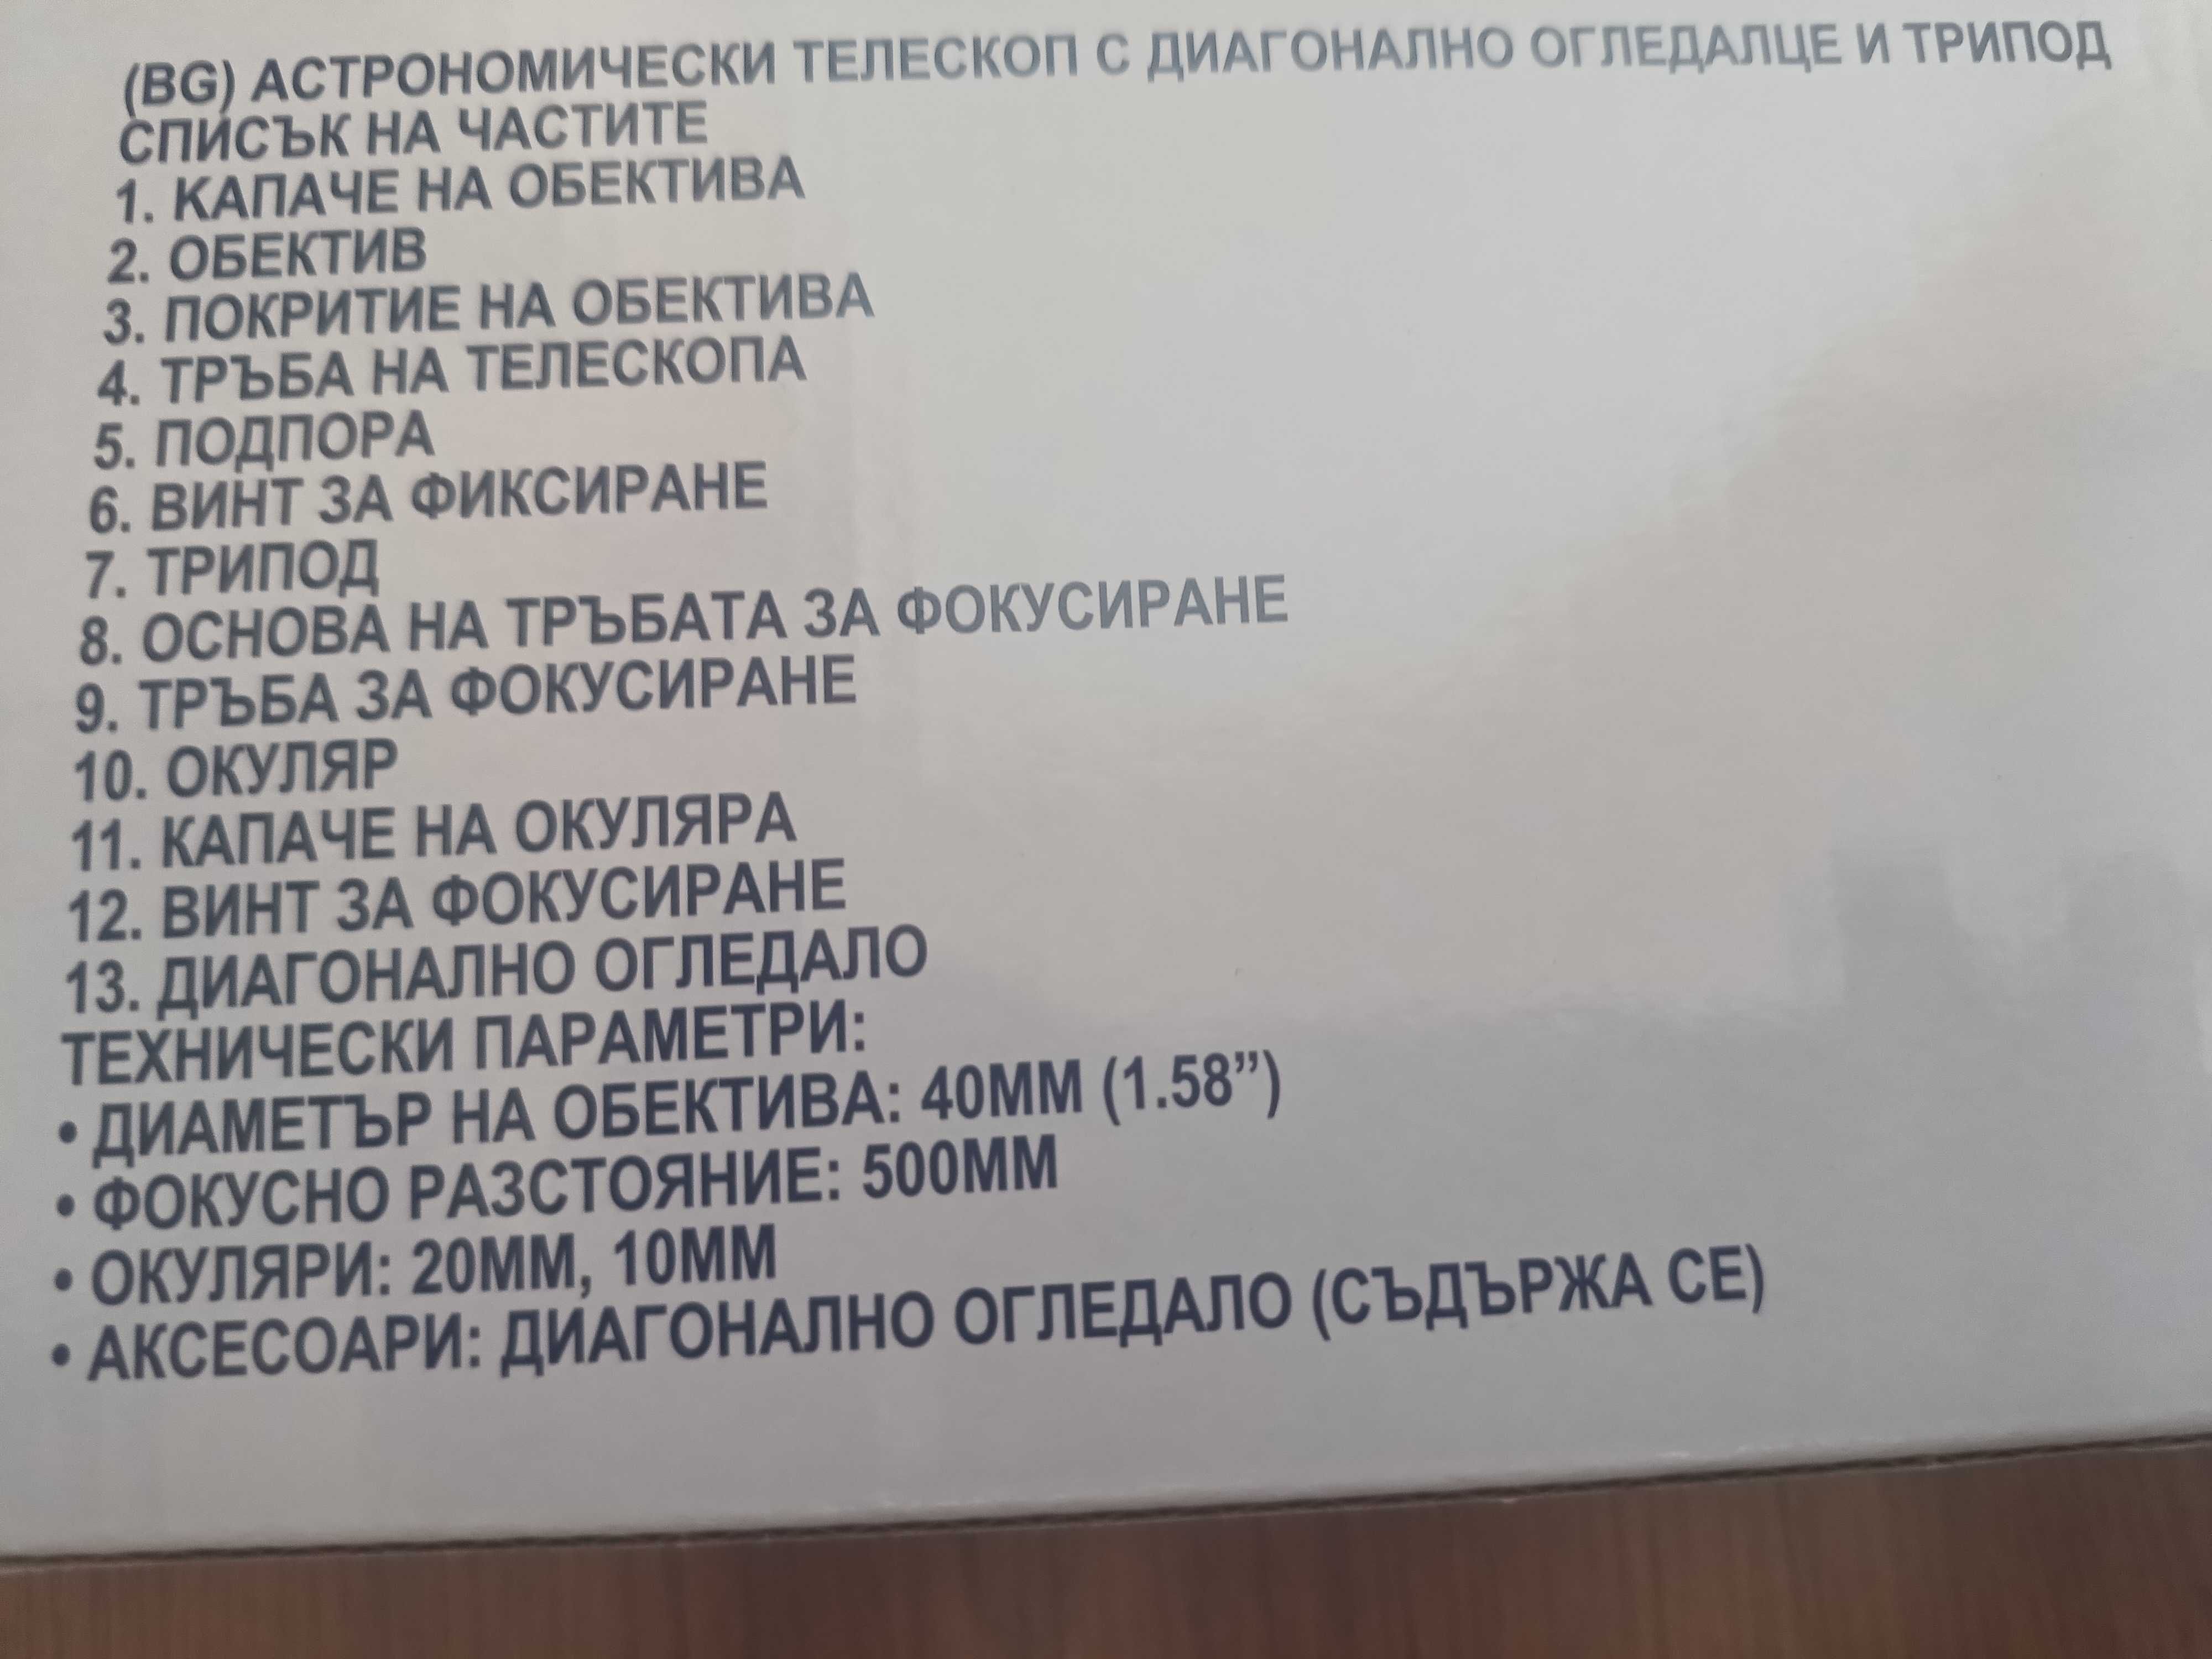 (BG) АСТРОНОМИЧЕСКИ ТЕЛЕСКОП С ДИАГОНАЛНО ОГЛЕДАЛЦЕ И ТРИПОД
СПИСЪК НА ЧАСТИТЕ
1. КАПАЧЕ НА ОБЕКТИВА
2. ОБЕКТИВ
3. ПОКРИТИЕ НА ОБЕКТИВА
4. ТРЪБА НА ТЕЛЕСКОПА
5. ПОДПОРА
6. ВИНТ ЗА ФИКСИРАНЕ
7. ТРИПОД
8. ОСНОВА НА ТРЪБАТА ЗА ФОКУСИРАНЕ
9. ТРЪБА ЗА ФОКУСИРАНЕ
10. ОКУЛЯР
11. КАПАЧЕ НА ОКУЛЯРА
12. ВИНТ ЗА ФОКУСИРАНЕ
13. ДИАГОНАЛНО ОГЛЕДАЛО
ТЕХНИЧЕСКИ ПАРАМЕТРИ:
• ДИАМЕТЪР НА ОБЕКТИВА: 40ММ (1.58”)
• ФОКУСНО РАЗСТОЯНИЕ: 500ММ
• ОКУЛЯРИ: 20ММ, 10ММ
• АКСЕСОАРИ: ДИАГОНАЛНО ОГЛЕДАЛО (СЪДЪРЖА СЕ)